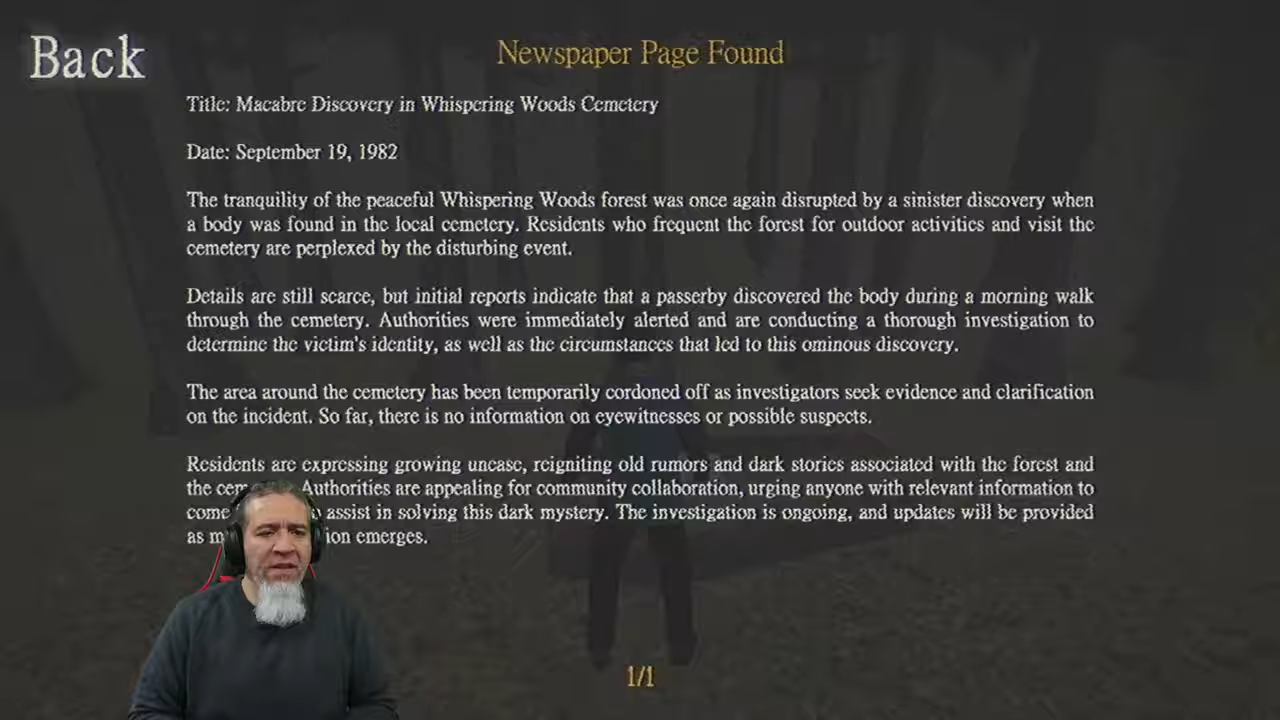 Back
Newspaper Page Found
Title: Macabre Discovery in Whispering Woods Cemetery
Date: September 19, 1982
The tranquility of the peaceful Whispering Woods forest was once again disrupted by a sinister discovery when
a body was found in the local cemetery. Residents who frequent the forest for outdoor activities and visit the
cemetery are perplexed by the disturbing event.
Details are still scarce, but initial reports indicate that a passerby discovered the body during a morning walk
through the cemetery. Authorities were immediately alerted and are conducting a thorough investigation to
determine the victim's identity, as well as the circumstances that led to this ominous discovery.
The area around the cemetery has been temporarily cordoned off as investigators seek evidence and clarification
on the incident. So far, there is no information on eyewitnesses or possible suspects.
Residents are expressing growing unease, reigniting old rumors and dark stories associated with the forest and
the Authorities are appealing for community collaboration, urging anyone with relevant information to
come assist in solving this dark mystery. The investigation is ongoing, and updates will be provided
as emerges.
1/1